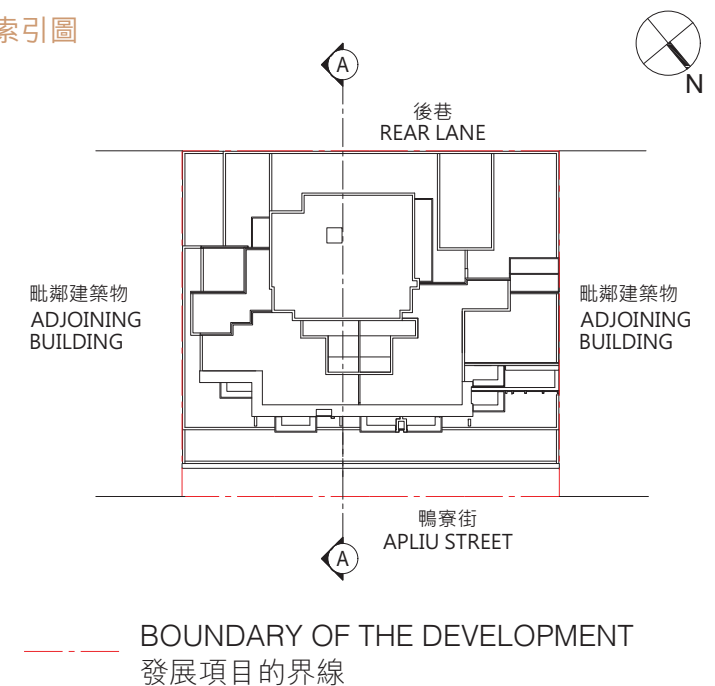 索引圖
A
N
後巷
REAR LANE
毗鄰建築物
ADJOINING
BUILDING
毗鄰建築物
ADJOINING
BUILDING
鴨寮街
APLIU STREET
A
BOUNDARY OF THE DEVELOPMENT
發展項目的界線